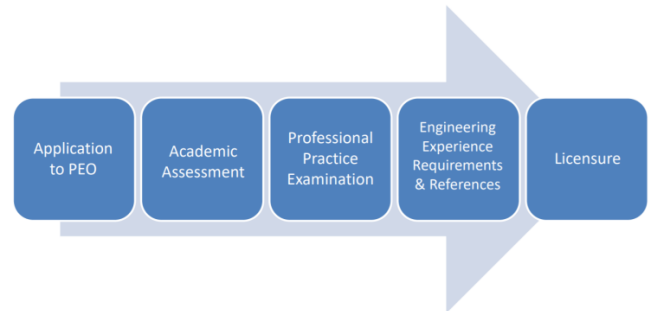 Application
to PEO
Academic
Assessment
Professional
Practice
Examination
Engineering
Experience
Requirements
& References
Licensure